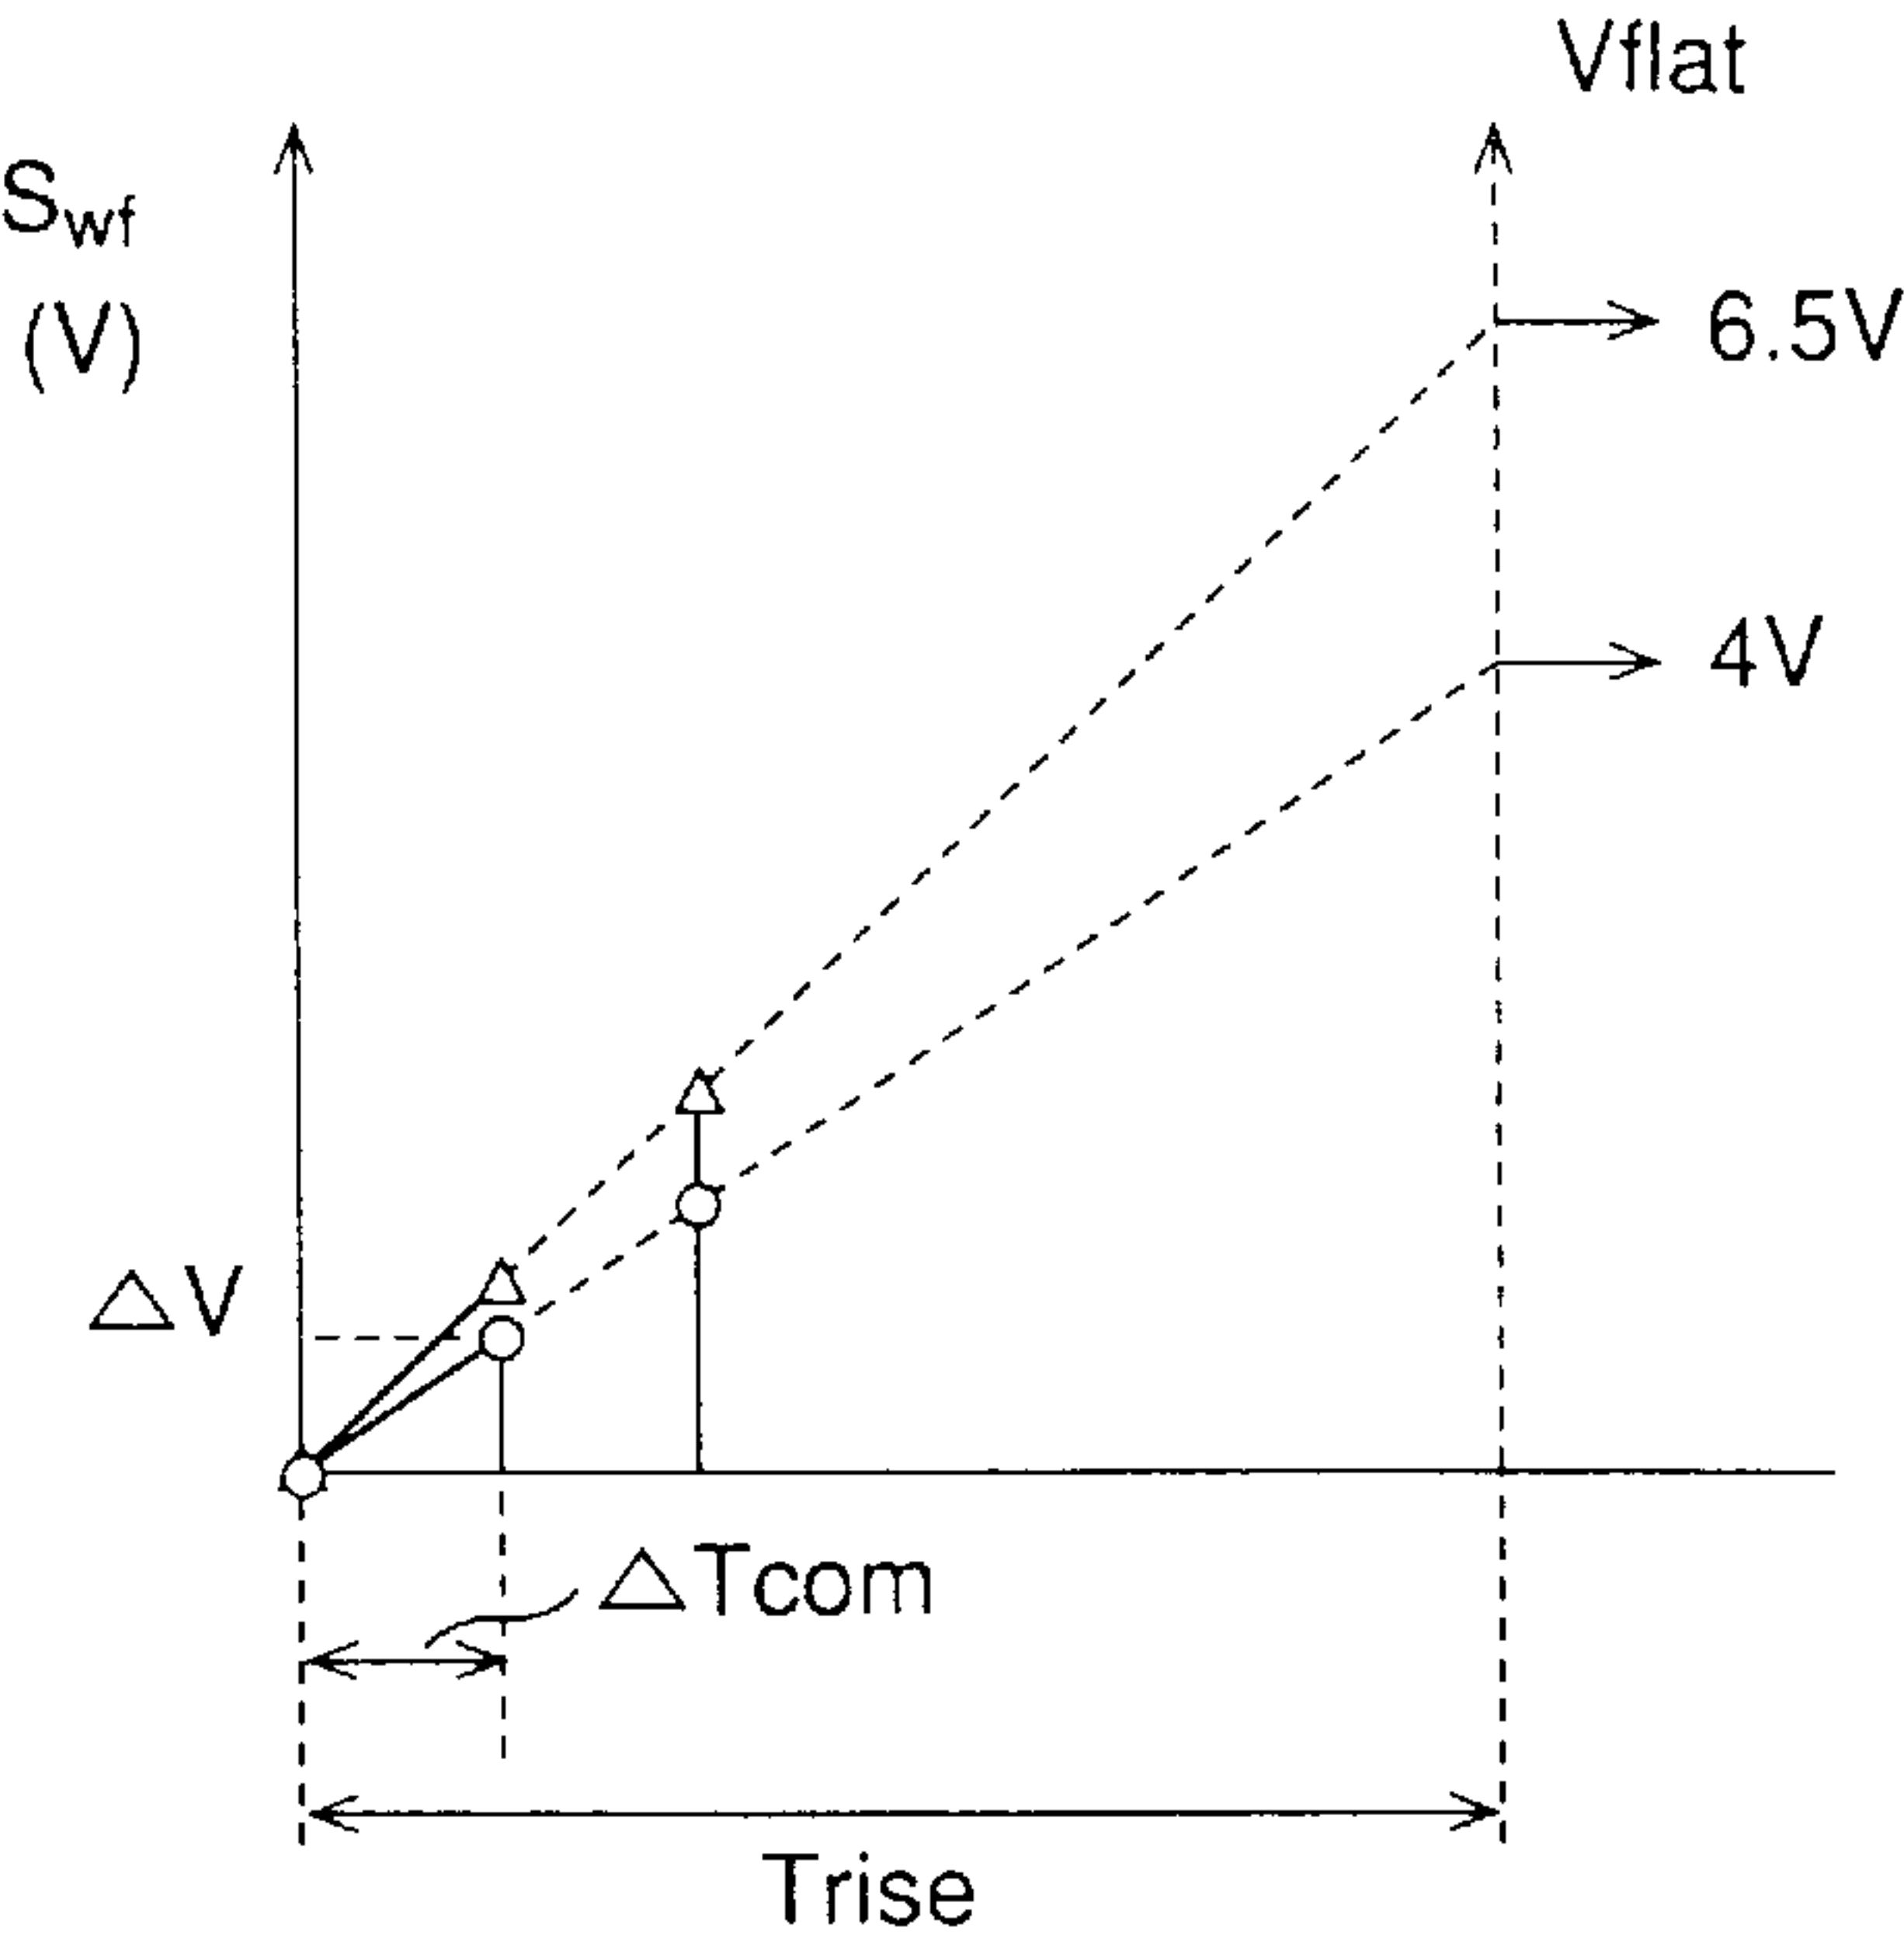 Vflat
Swf
(V)
6.5V
4V
△V
△Tcom
Trise